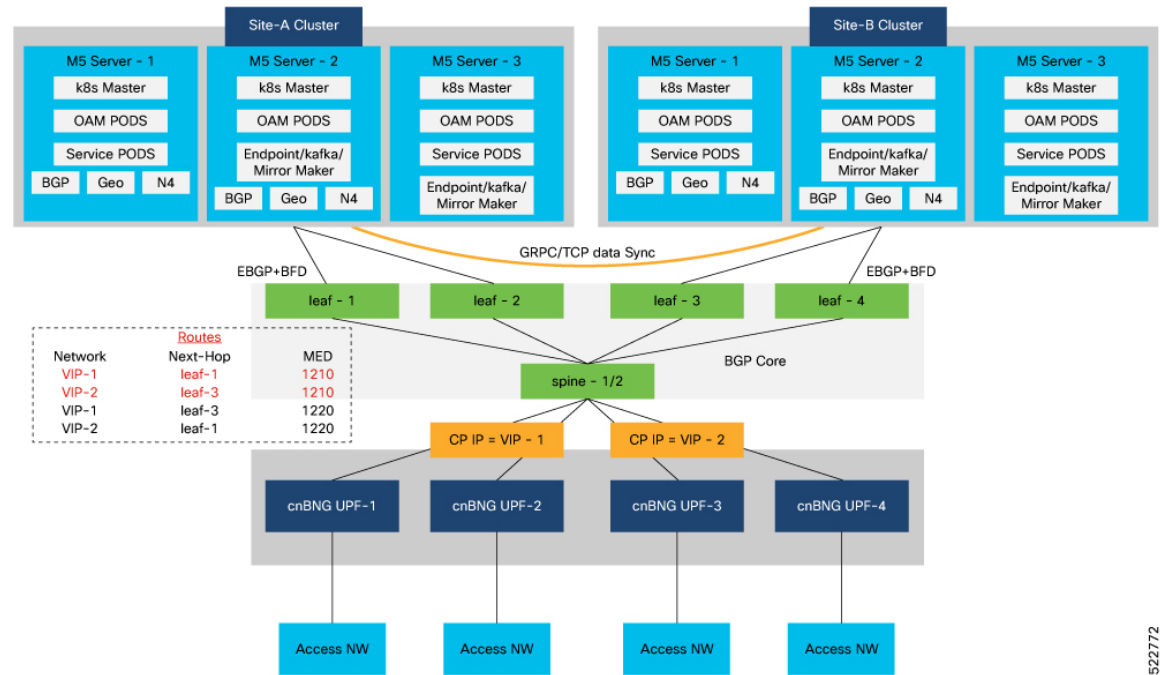 Site-A Cluster
Site-B Cluster
M5 Server - 1
k8s Master
OAM PODS
Service PODS
BGP
Geo
N4
M5 Server - 2
k8s Master
OAM PODS
Endpoint/kafka/
Mirror Maker
BGP
Geo
N4
M5 Server - 3
k8s Master
OAM PODS
Service PODS
Endpoint/kafka/
Mirror Maker
M5 Server - 1
k8s Master
OAM PODS
Service PODS
BGP
Geo
N4
M5 Server - 2
k8s Master
OAM PODS
Endpoint/kafka/
Mirror Maker
BGP
Geo
N4
M5 Server - 3
k8s Master
OAM PODS
Service PODS
Endpoint/kafka/
Mirror Maker
GRPC/TCP data Sync
EBGP+BFD
EBGP+BFD
leaf - 1
leaf - 2
leaf - 3
leaf - 4
BGP Core
spine - 1/2
Routes
Network Next-Hop MED
VIP-1 leaf-1 1210
VIP-2 leaf-3 1210
VIP-1 leaf-3 1220
VIP-2 leaf-1 1220
CP IP = VIP - 1
CP IP = VIP - 2
cnBNG UPF-1
cnBNG UPF-2
cnBNG UPF-3
cnBNG UPF-4
Access NW
Access NW
Access NW
Access NW
522772